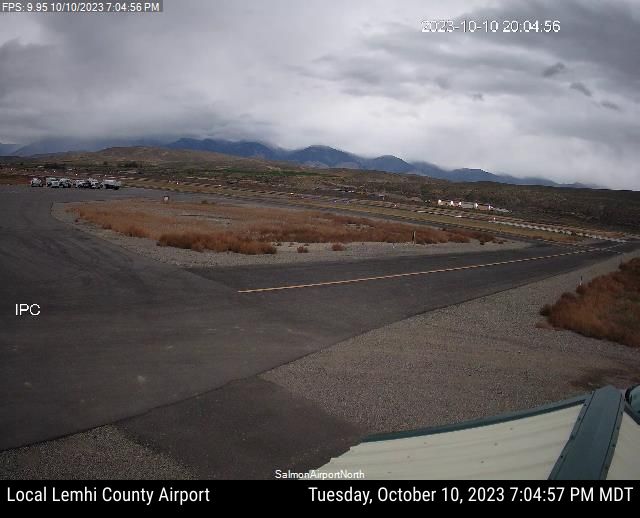 FPS: 9.95 10/10/2023 7:04:56 PM
2023-10-10 20:04:56
IPC
SalmonAirportNorth
Local Lemhi County Airport Tuesday, October 10, 2023 7:04:57 PM MDT